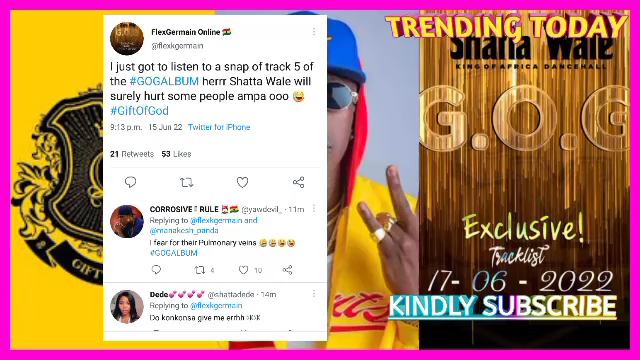 TRENDING TODAY
FlexGermain Online
@flexkgermain
I just got to listen to a snap of track 5 of
the #GOGALBUM herrr Shatta Wale will
surely hurt some people ampa ooo 😅
#GiftOfGod
9:13 p.m. 15 Jun 22 Twitter for iPhone
21 Retweets 53 Likes
CORROSIVE RULE @yawdevil_ · 11m
Replying to @flexkgermain and
@manakesh_panda
I fear for their Pulmonary veins
#GOGALBUM
4 10
Dede💕💕💕💕 @shattadede · 14m
Replying to @flexkgermain
Do konkonsa give me errhh
GIFT
Shatta Wale
KING OF AFRICA DANCEHALL
G.O.G
Exclusive!
Tracklist
17- 06 - 2022
KINDLY SUBSCRIBE